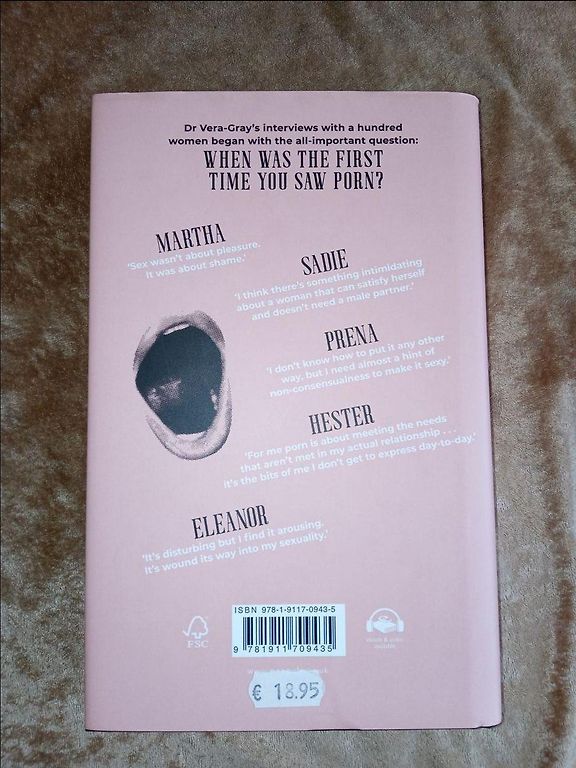 Dr Vera-Gray's interviews with a hundred
women began with the all-important question:
WHEN WAS THE FIRST
TIME YOU SAW PORN?
MARTHA
'Sex wasn't about pleasure.
It was about shame.'
SADIE
'I think there's something intimidating
about a woman that can satisfy herself
and doesn't need a male partner.'
PRENA
'I don't know how to put it any other
way, but I need almost a hint of
non-consensualness to make it sexy.'
HESTER
'For me porn is about meeting the needs
that aren't met in my actual relationship . . .
it's the bits of me I don't get to express day-to-day.'
ELEANOR
'It's disturbing but I find it arousing.
It's wound its way into my sexuality.'
ISBN 978-1-9117-0943-5
9 781911 709435
FSC
€ 18.95